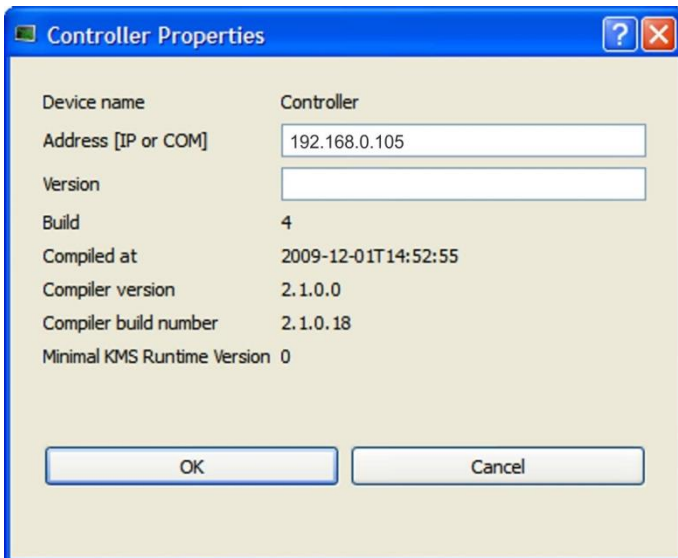 Controller Properties
Device name Controller
Address [IP or COM] 192.168.0.105
Version
Build 4
Compiled at 2009-12-01T14:52:55
Compiler version 2.1.0.0
Compiler build number 2.1.0.18
Minimal KMS Runtime Version 0
OK Cancel